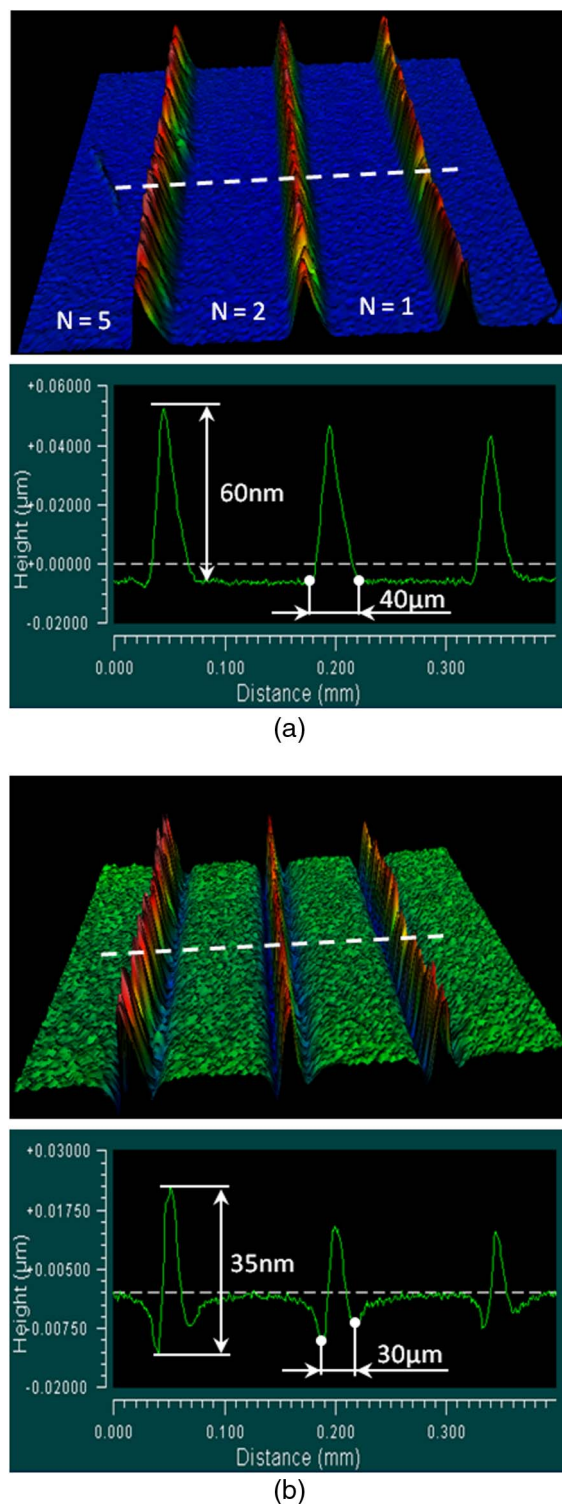 N = 5 N = 2 N = 1
+0.06000
+0.04000
+0.02000
+0.00000
-0.02000
Height (µm)
60nm
40µm
0.000 0.100 0.200 0.300
Distance (mm)
(a)
+0.03000
+0.01750
+0.00500
-0.00750
-0.02000
Height (µm)
35nm
30µm
0.000 0.100 0.200 0.300
Distance (mm)
(b)